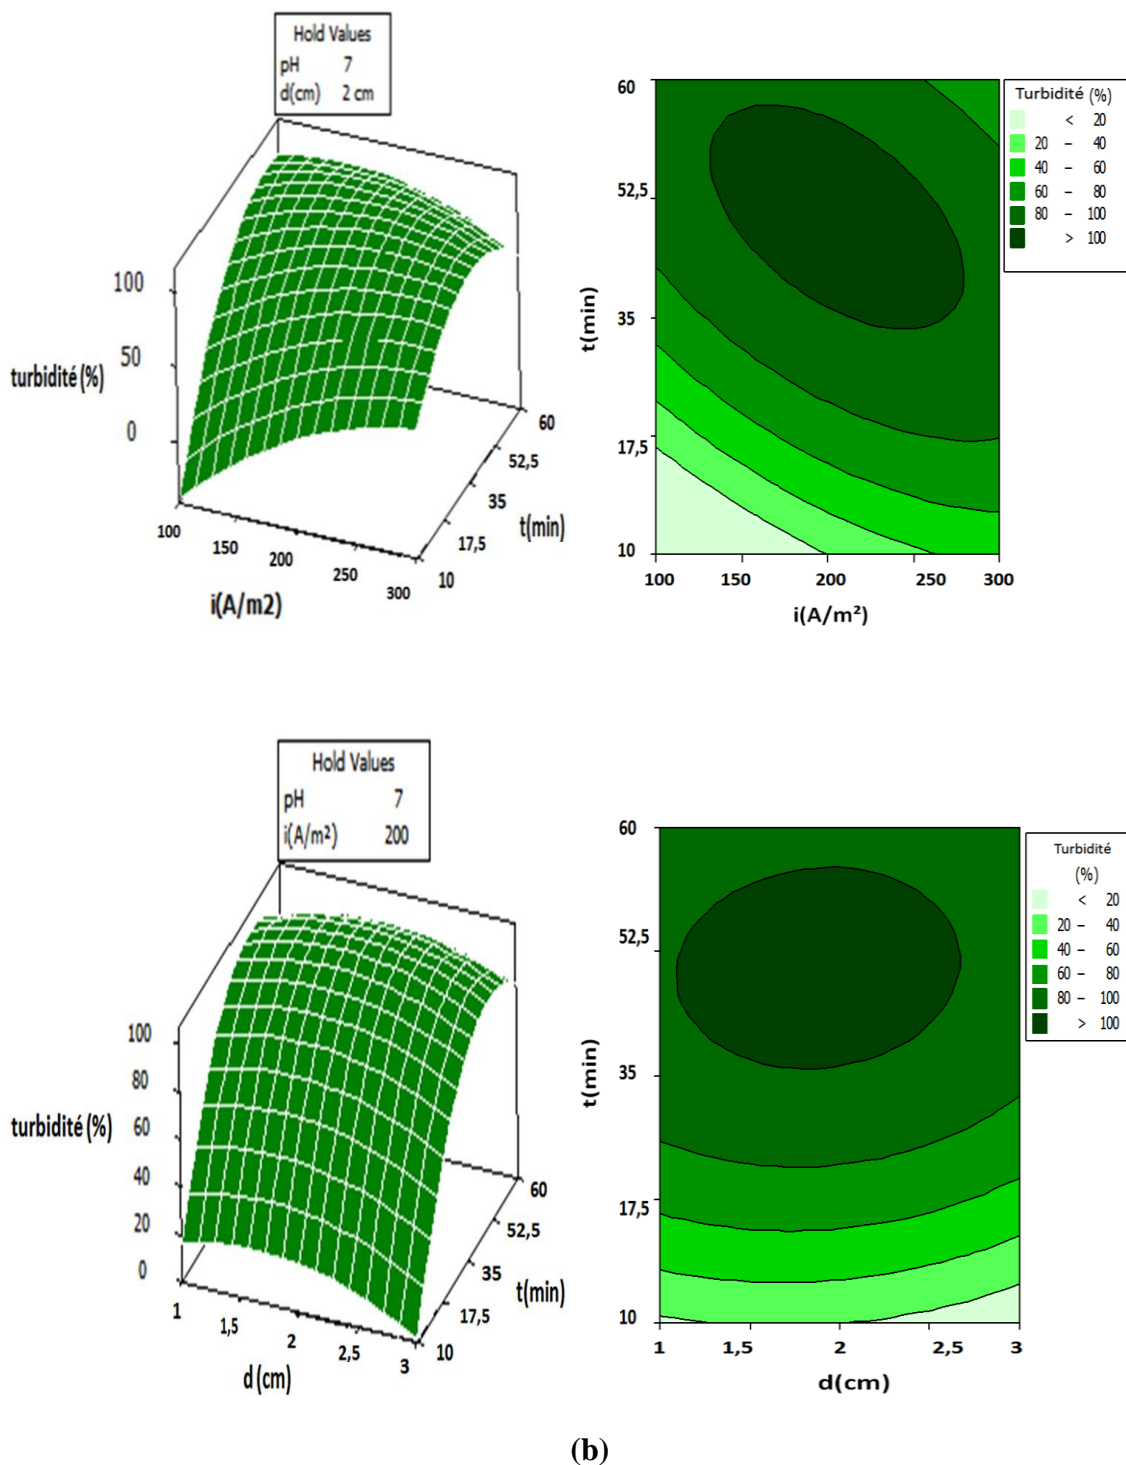 Hold Values
pH 7
d(cm) 2 cm
100
50
0
turbidité (%)
100
150
200
250
300
i(A/m2)
10
17,5
35
52,5
60
t(min)
60
52,5
35
17,5
10
t(min)
100
150
200
250
300
i(A/m²)
Turbidité (%)
< 20
20 – 40
40 – 60
60 – 80
80 – 100
> 100
Hold Values
pH 7
i(A/m²) 200
100
80
60
40
20
0
turbidité (%)
1
1,5
2
2,5
3
d (cm)
10
17,5
35
52,5
60
t(min)
60
52,5
35
17,5
10
t(min)
1
1,5
2
2,5
3
d(cm)
Turbidité
(%)
< 20
20 – 40
40 – 60
60 – 80
80 – 100
> 100
(b)